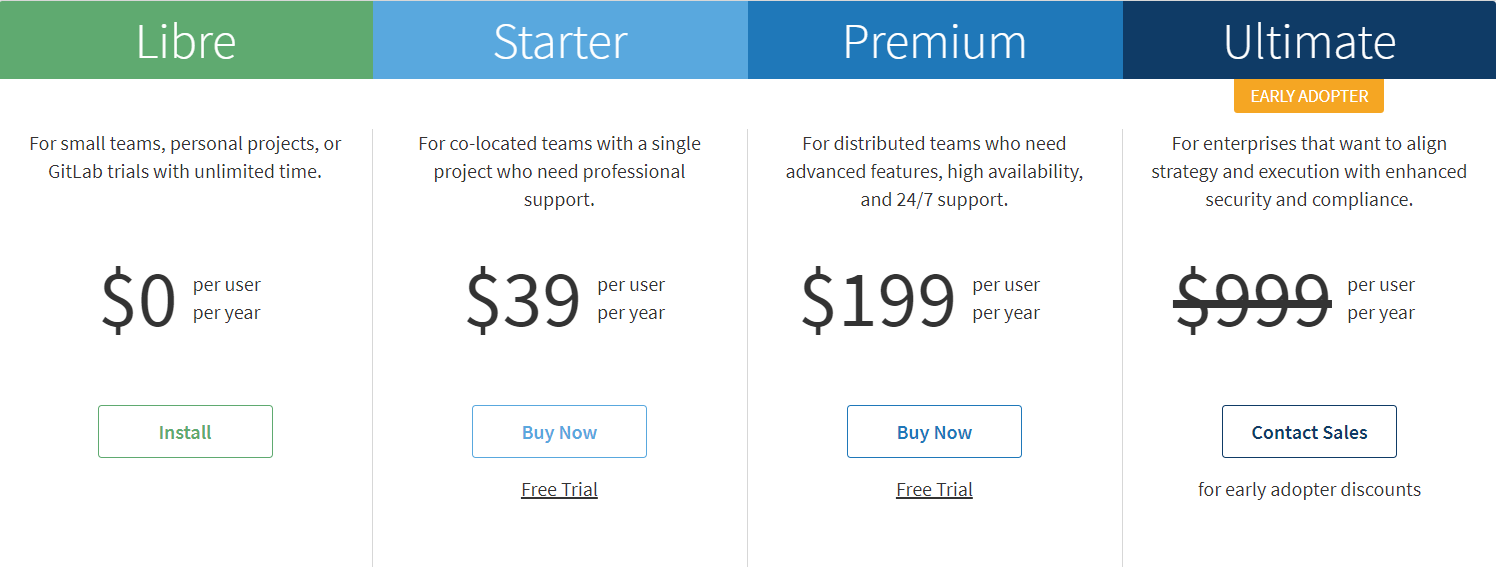 Libre
For small teams, personal projects, or
GitLab trials with unlimited time.
$0
per user
per year
Install
Starter
For co-located teams with a single
project who need professional
support.
$39
per user
per year
Buy Now
Free Trial
Premium
For distributed teams who need
advanced features, high availability,
and 24/7 support.
$199
per user
per year
Buy Now
Free Trial
Ultimate
EARLY ADOPTER
For enterprises that want to align
strategy and execution with enhanced
security and compliance.
$999
per user
per year
Contact Sales
for early adopter discounts